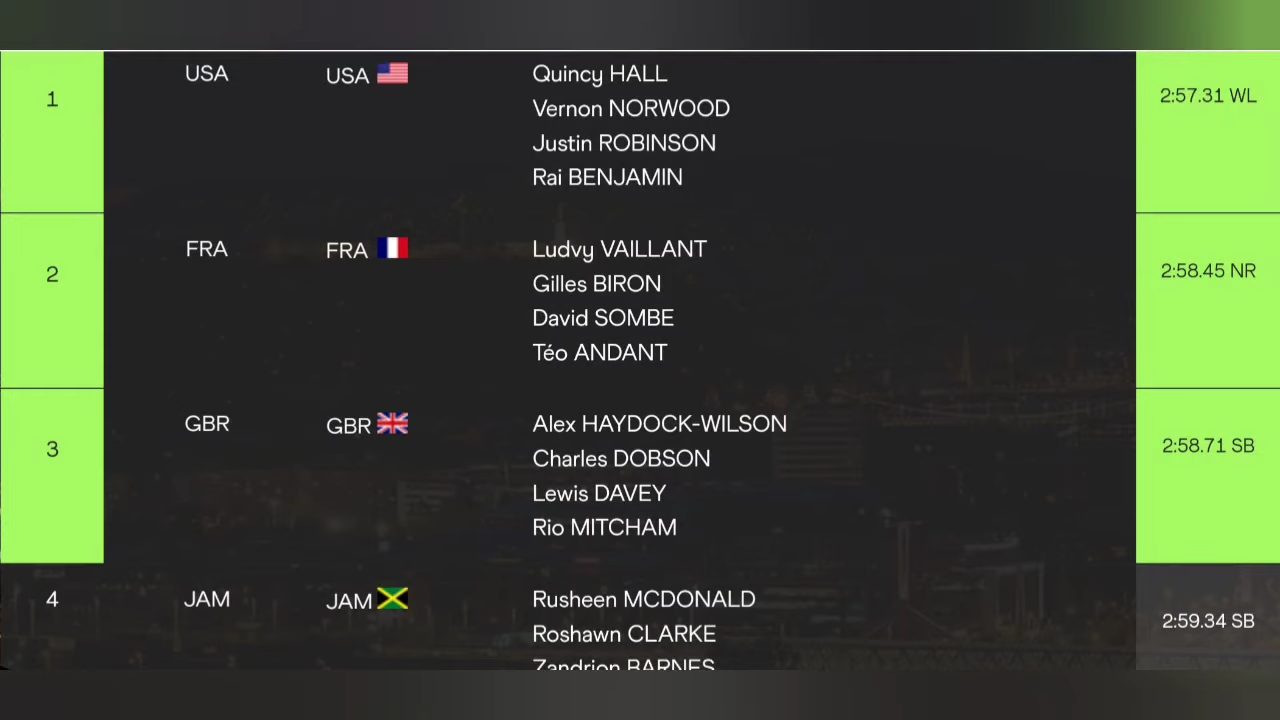 1 USA USA Quincy HALL 2:57.31 WL
Vernon NORWOOD
Justin ROBINSON
Rai BENJAMIN
2 FRA FRA Ludvy VAILLANT 2:58.45 NR
Gilles BIRON
David SOMBE
Téo ANDANT
3 GBR GBR Alex HAYDOCK-WILSON 2:58.71 SB
Charles DOBSON
Lewis DAVEY
Rio MITCHAM
4 JAM JAM Rusheen MCDONALD 2:59.34 SB
Roshawn CLARKE
Zandrion BARNES